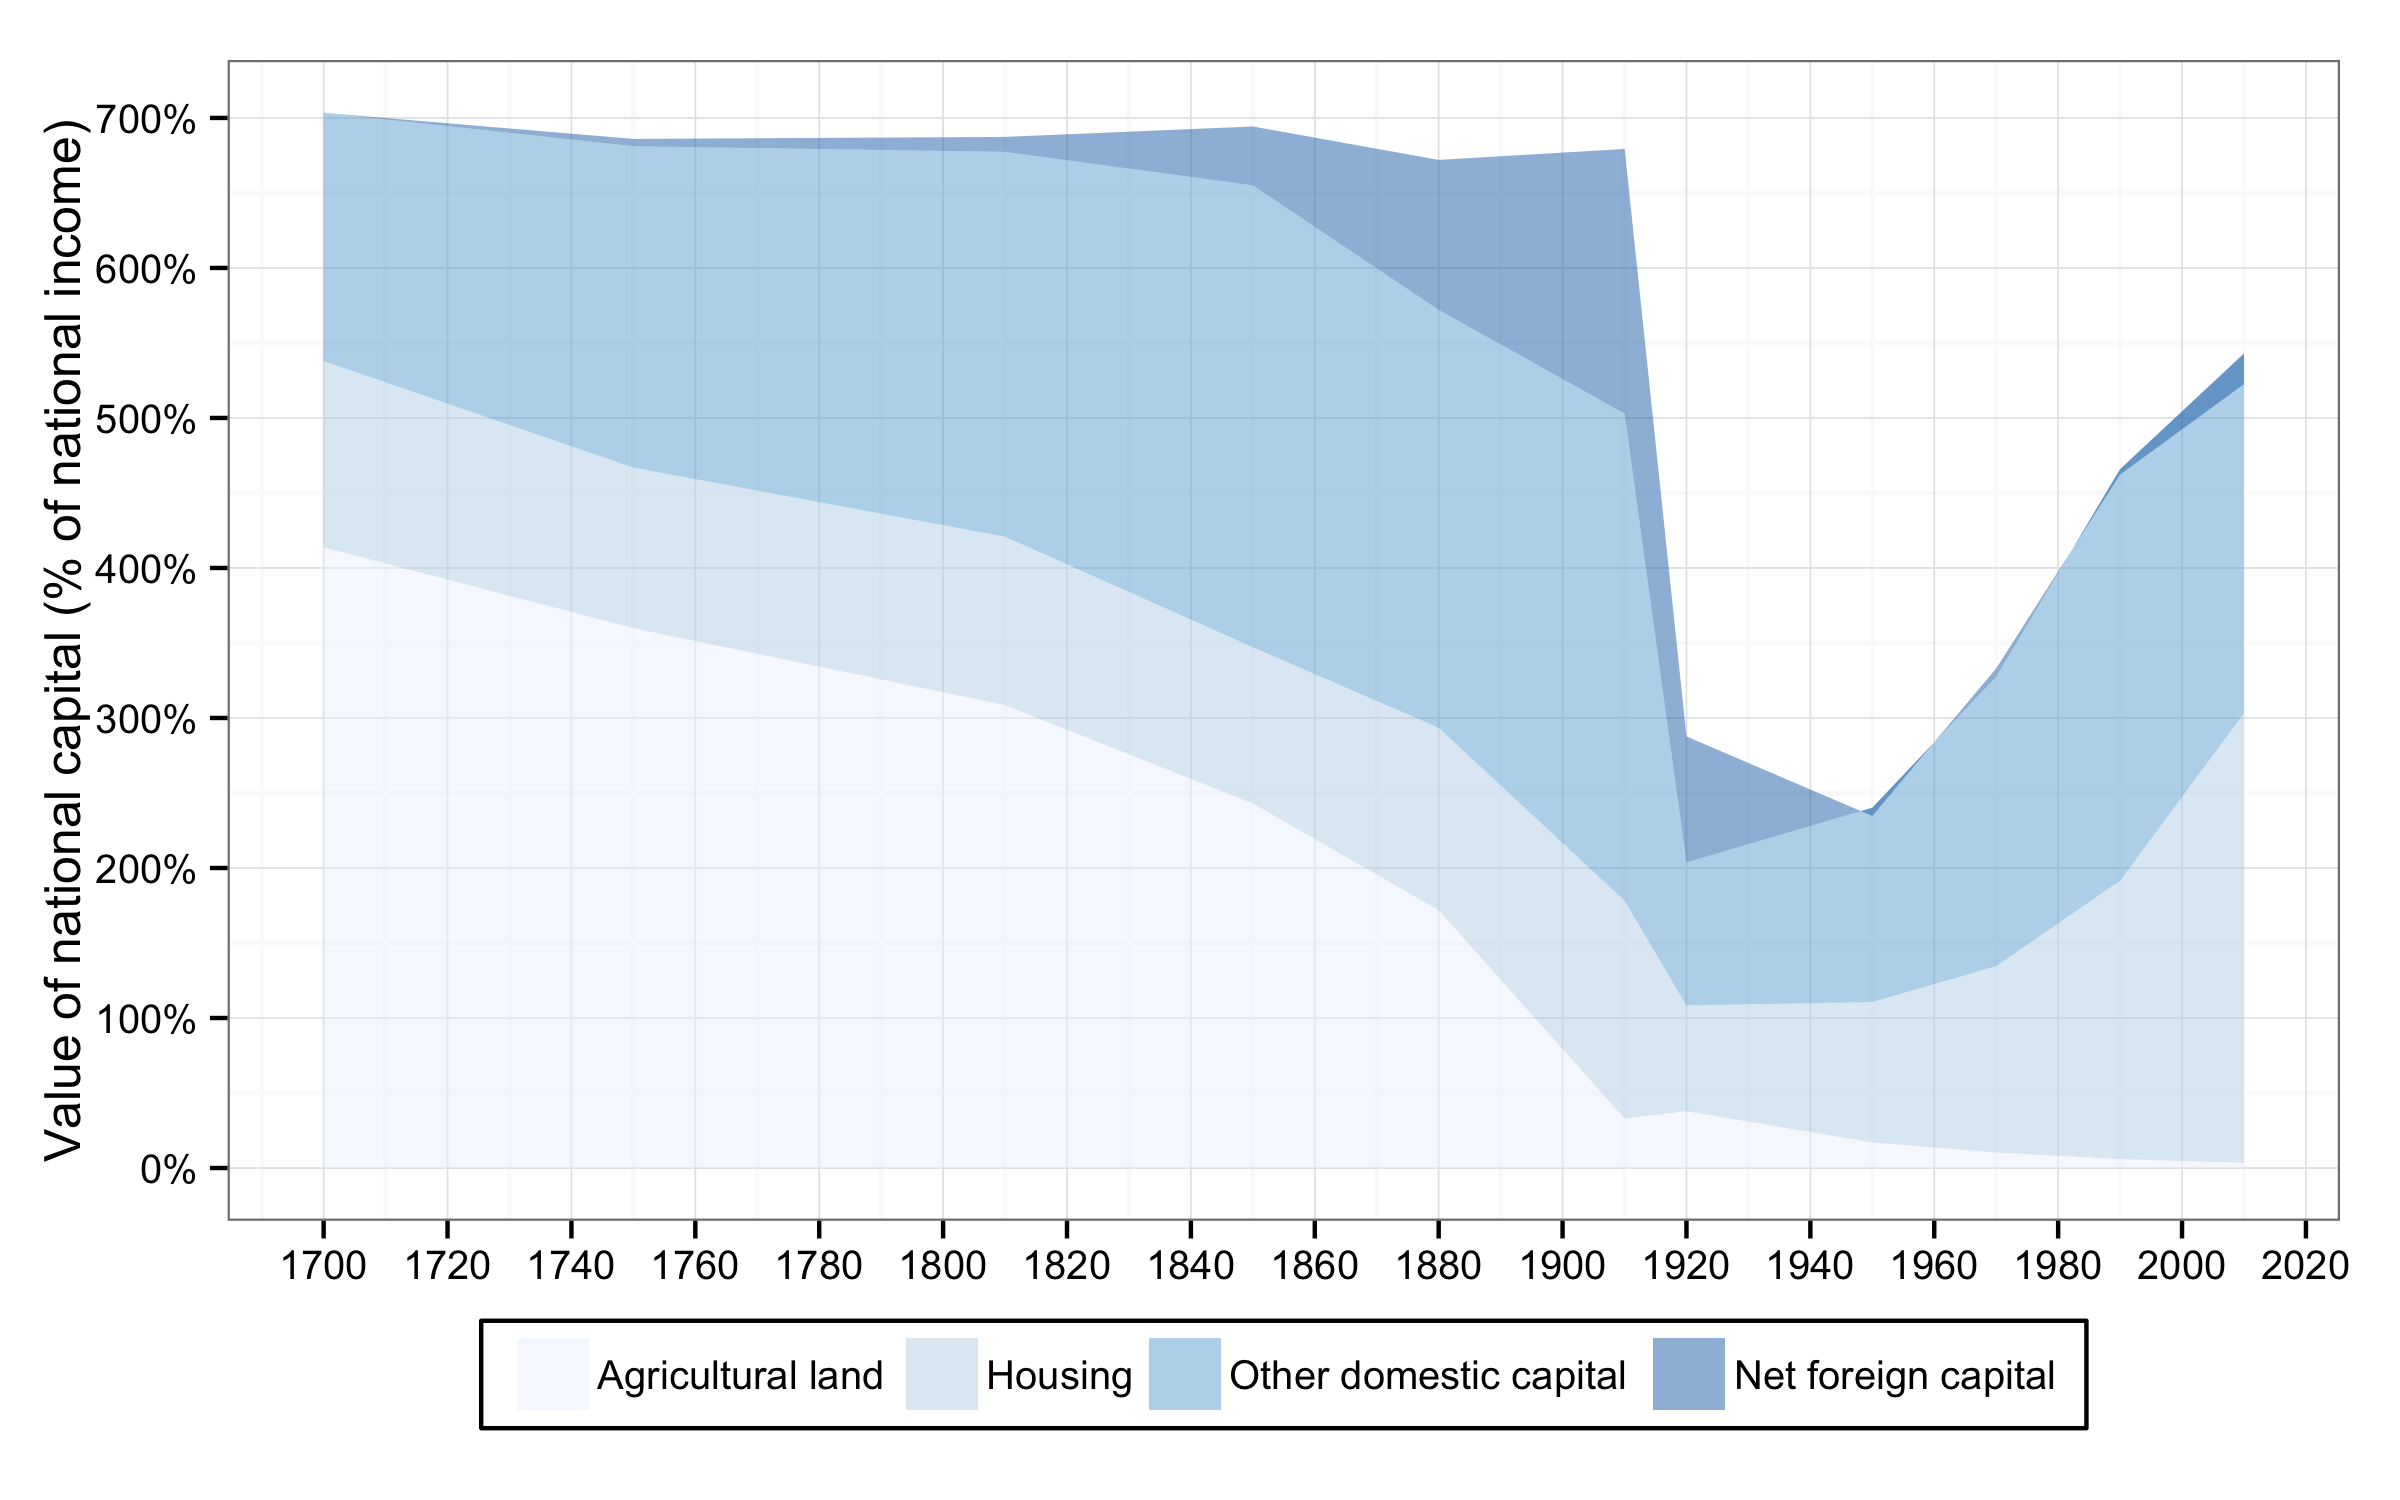 Value of national capital (% of national income)
700%
600%
500%
400%
300%
200%
100%
0%
1700 1720 1740 1760 1780 1800 1820 1840 1860 1880 1900 1920 1940 1960 1980 2000 2020
Agricultural land Housing Other domestic capital Net foreign capital